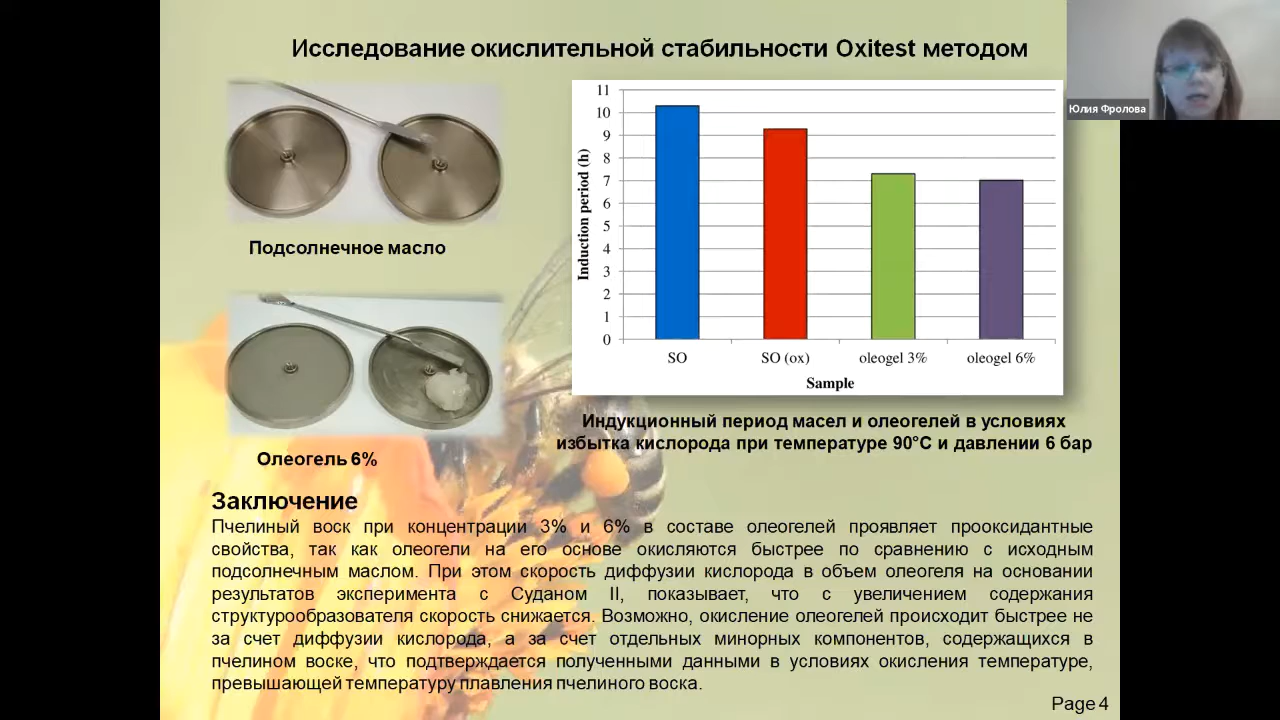 Исследование окислительной стабильности Oxitest методом
Юлия Фролова
Подсолнечное масло
Олеогель 6%
Induction period (h)
11
10
9
8
7
6
5
4
3
2
1
0
SO
SO (ox)
oleogel 3%
oleogel 6%
Sample
Индукционный период масел и олеогелей в условиях
избытка кислорода при температуре 90°С и давлении 6 бар
Заключение
Пчелиный воск при концентрации 3% и 6% в составе олеогелей проявляет прооксидантные
свойства, так как олеогели на его основе окисляются быстрее по сравнению с исходным
подсолнечным маслом. При этом скорость диффузии кислорода в объем олеогеля на основании
результатов эксперимента с Суданом II, показывает, что с увеличением содержания
структурообразователя скорость снижается. Возможно, окисление олеогелей происходит быстрее не
за счет диффузии кислорода, а за счет отдельных минорных компонентов, содержащихся в
пчелином воске, что подтверждается полученными данными в условиях окисления температуре,
превышающей температуру плавления пчелиного воска.
Page 4